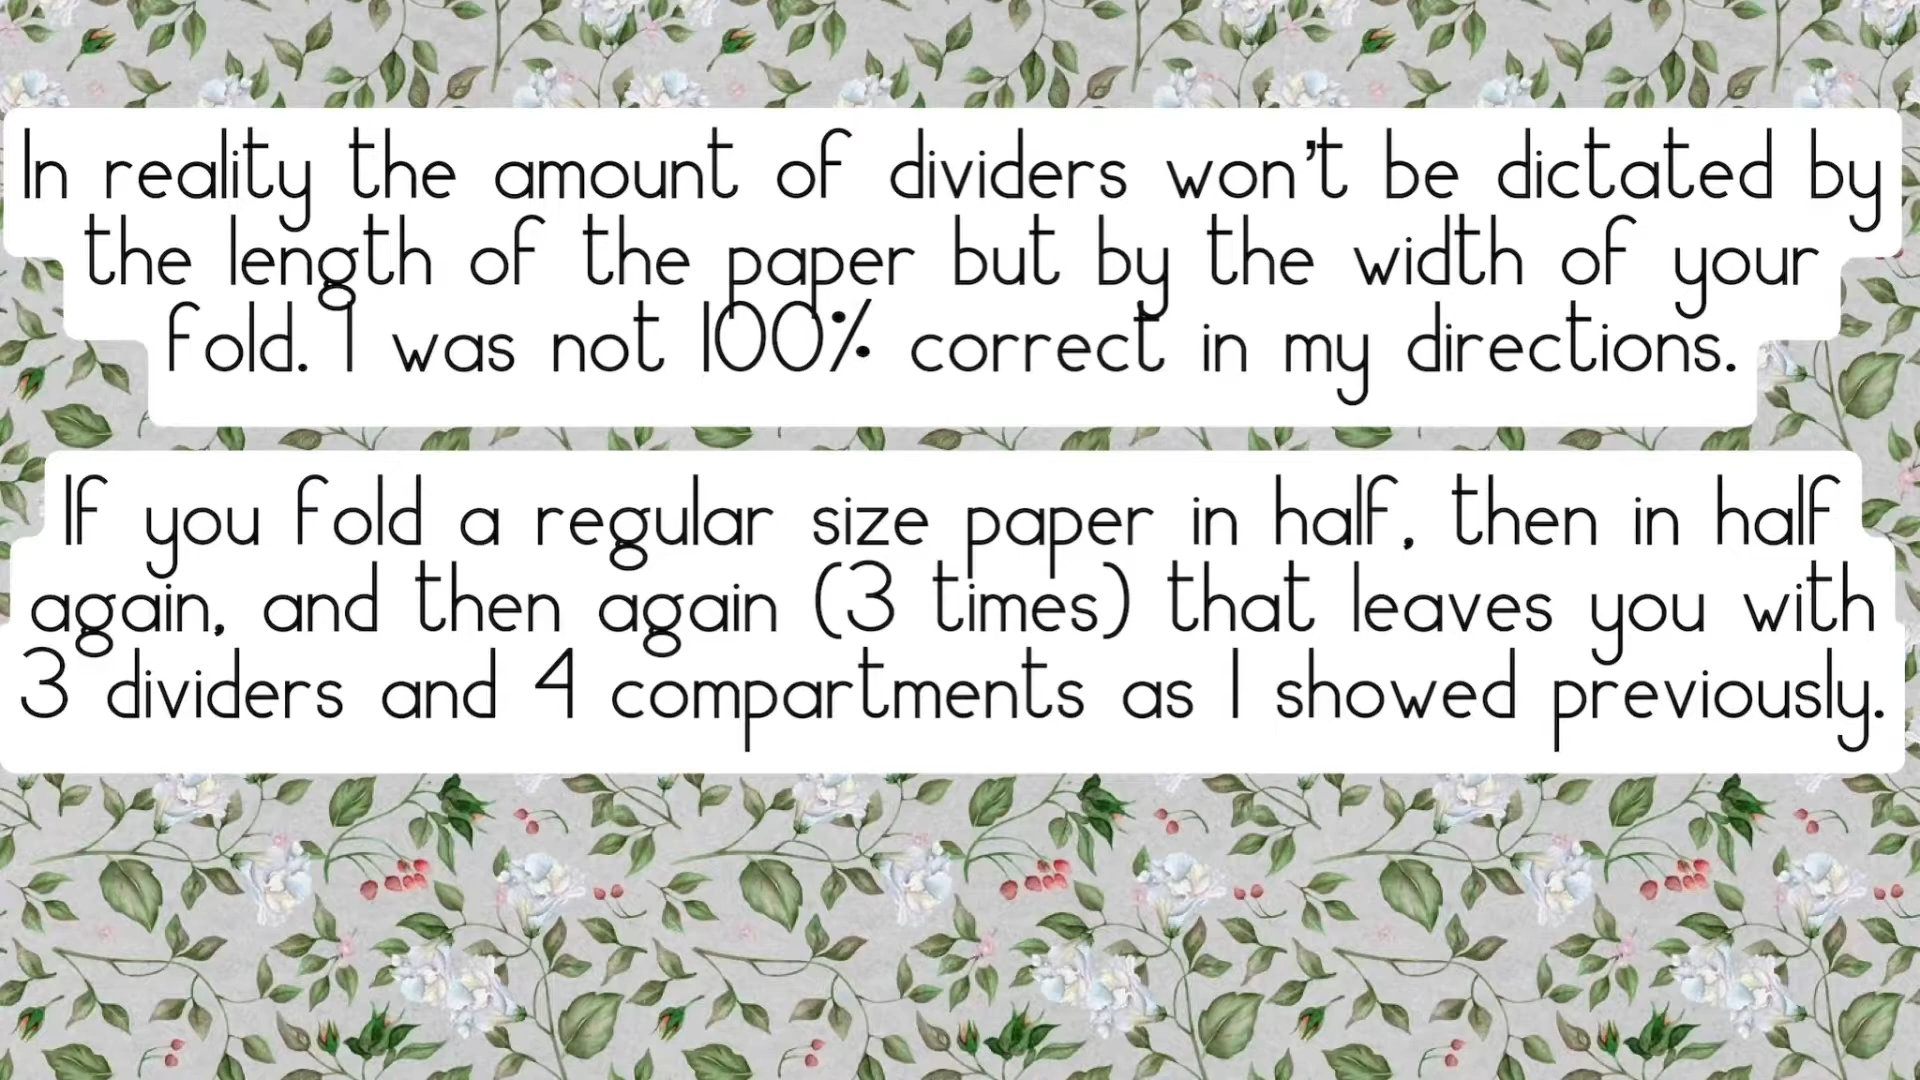 In reality the amount of dividers won't be dictated by
the length of the paper but by the width of your
fold. I was not 100% correct in my directions.
If you fold a regular size paper in half, then in half
again, and then again (3 times) that leaves you with
3 dividers and 4 compartments as I showed previously.